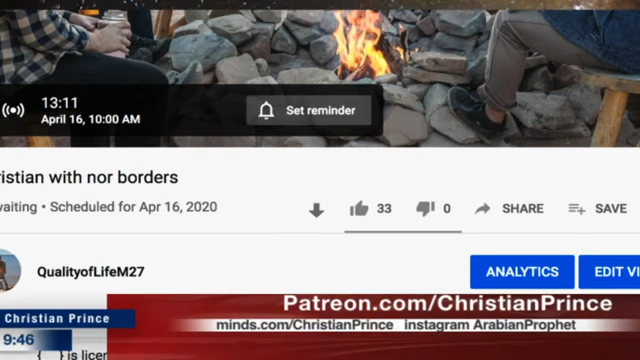 13:11
April 16, 10:00 AM
Set reminder
ristian with nor borders
waiting • Scheduled for Apr 16, 2020
33
0
SHARE
SAVE
QualityofLifeM27
ANALYTICS
EDIT VI
Patreon.com/ChristianPrince
Christian Prince
minds.com/ChristianPrince instagram ArabianProphet
9:46
{ } is licen